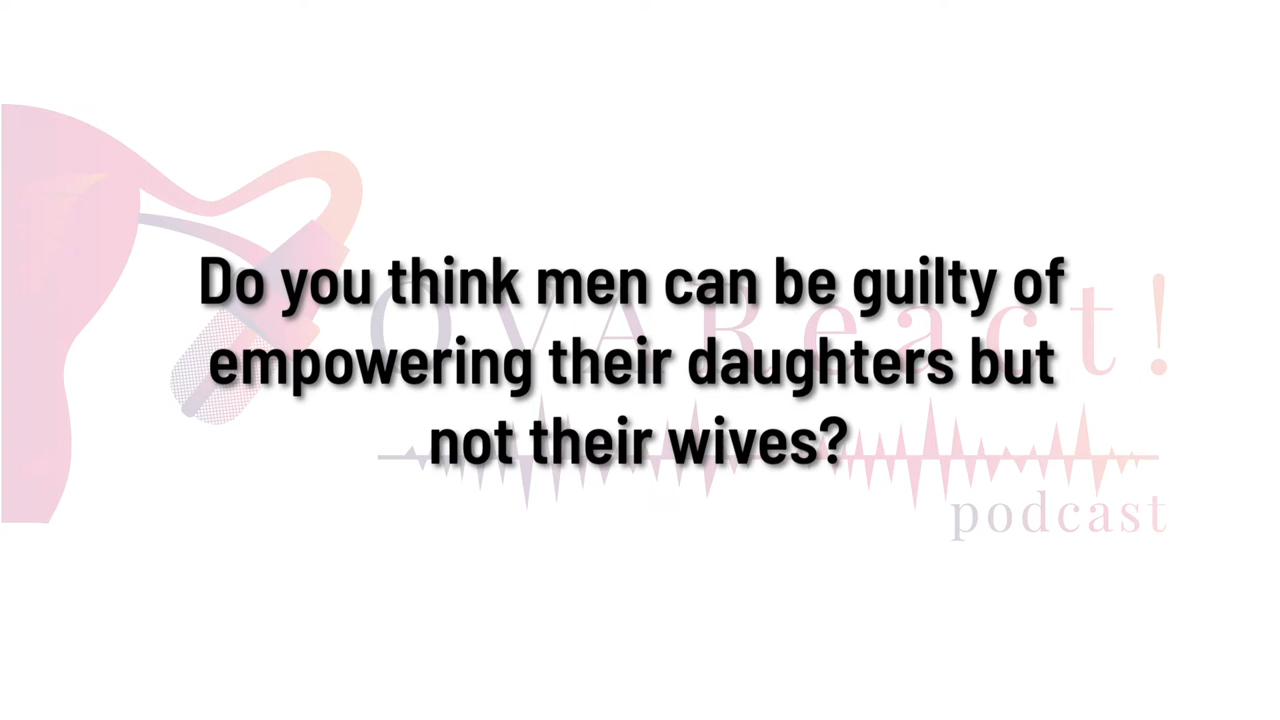 Do you think men can be guilty of
empowering their daughters but
not their wives?
OVAReact!
podcast